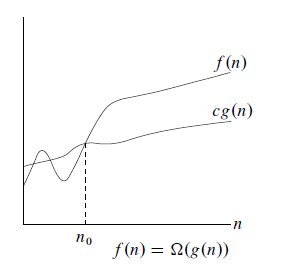 f(n)
cg(n)
n
n₀
f(n) = Ω(g(n))